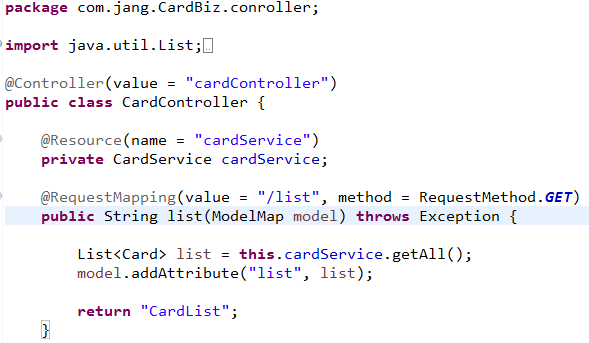 package com.jang.CardBiz.conroller;
import java.util.List;
@Controller(value = "cardController")
public class CardController {
@Resource(name = "cardService")
private CardService cardService;
@RequestMapping(value = "/list", method = RequestMethod.GET)
public String list(ModelMap model) throws Exception {
List<Card> list = this.cardService.getAll();
model.addAttribute("list", list);
return "CardList";
}